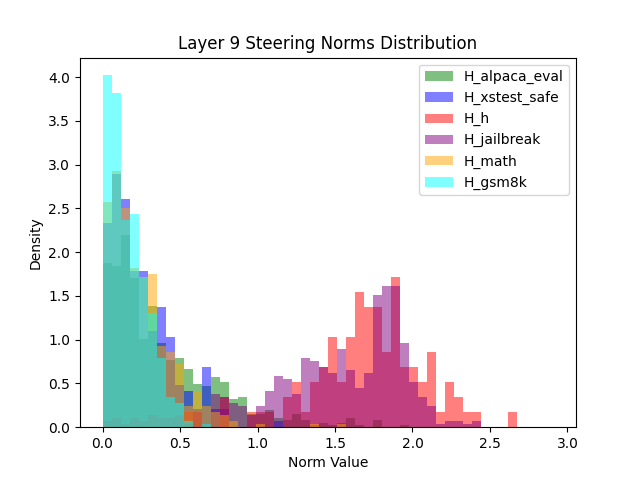 Layer 9 Steering Norms Distribution
H_alpaca_eval
H_xstest_safe
H_h
H_jailbreak
H_math
H_gsm8k
Density
4.0
3.5
3.0
2.5
2.0
1.5
1.0
0.5
0.0
0.0 0.5 1.0 1.5 2.0 2.5 3.0
Norm Value